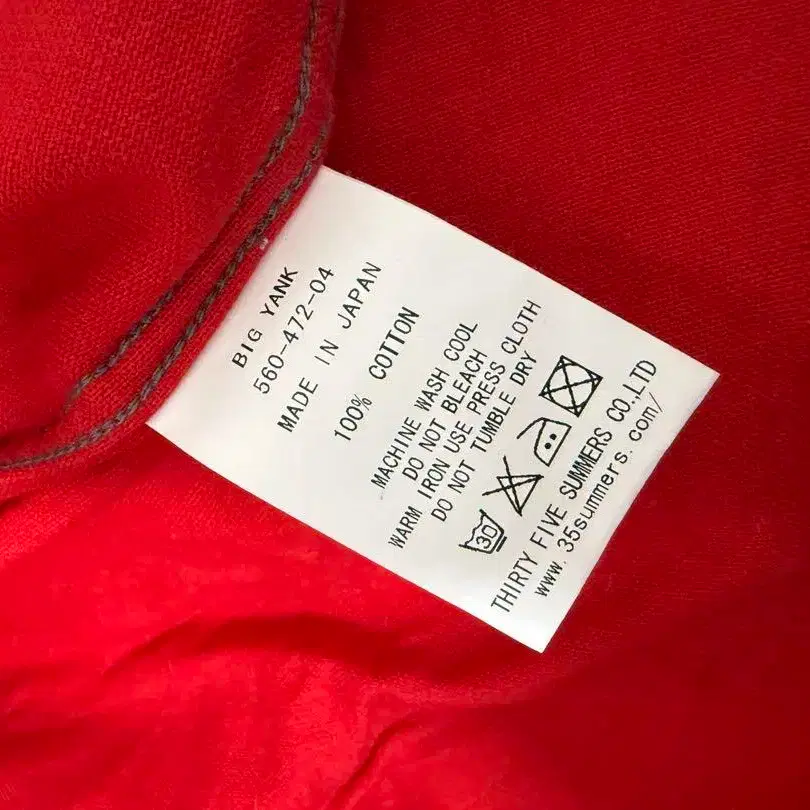 BIG YANK
560-472-04
MADE IN JAPAN
100% COTTON
MACHINE WASH COOL
DO NOT BLEACH
WARM IRON USE PRESS CLOTH
DO NOT TUMBLE DRY
30
THIRTY FIVE SUMMERS CO.,LTD
www.35summers.com/